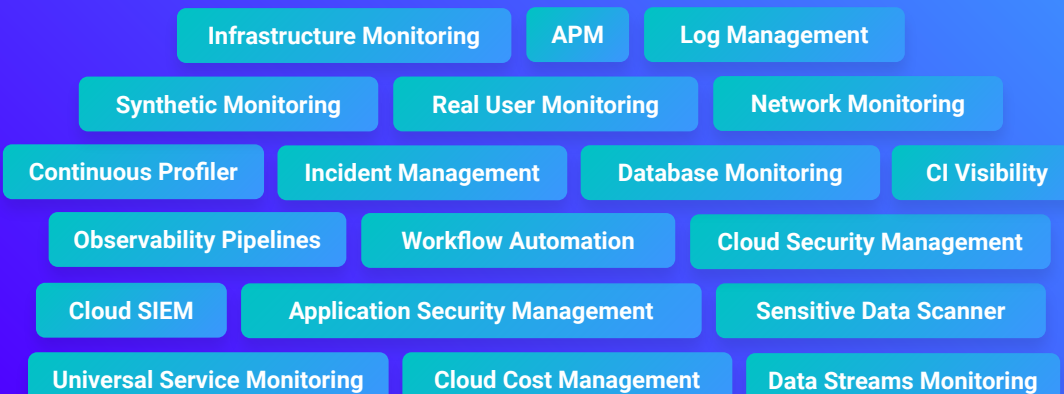 Infrastructure Monitoring APM Log Management
Synthetic Monitoring Real User Monitoring Network Monitoring
Continuous Profiler Incident Management Database Monitoring CI Visibility
Observability Pipelines Workflow Automation Cloud Security Management
Cloud SIEM Application Security Management Sensitive Data Scanner
Universal Service Monitoring Cloud Cost Management Data Streams Monitoring